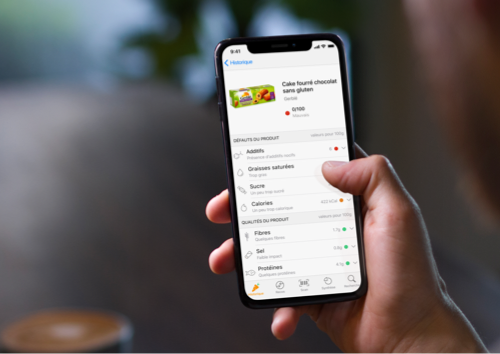 9:41
Historique
Cake fourré chocolat
sans gluten
Gerblé
0/100
Mauvais
DÉFAUTS DU PRODUIT
valeurs pour 100g
Additifs
Présence d'additifs
Graisses saturées
Trop gras
Sucre
Un peu trop sucré
Calories
Un peu trop calorique
QUALITÉS DU PRODUIT
valeurs pour 100g
Fibres
Quelques fibres
Sel
Faible impact
Protéines
Quelques protéines